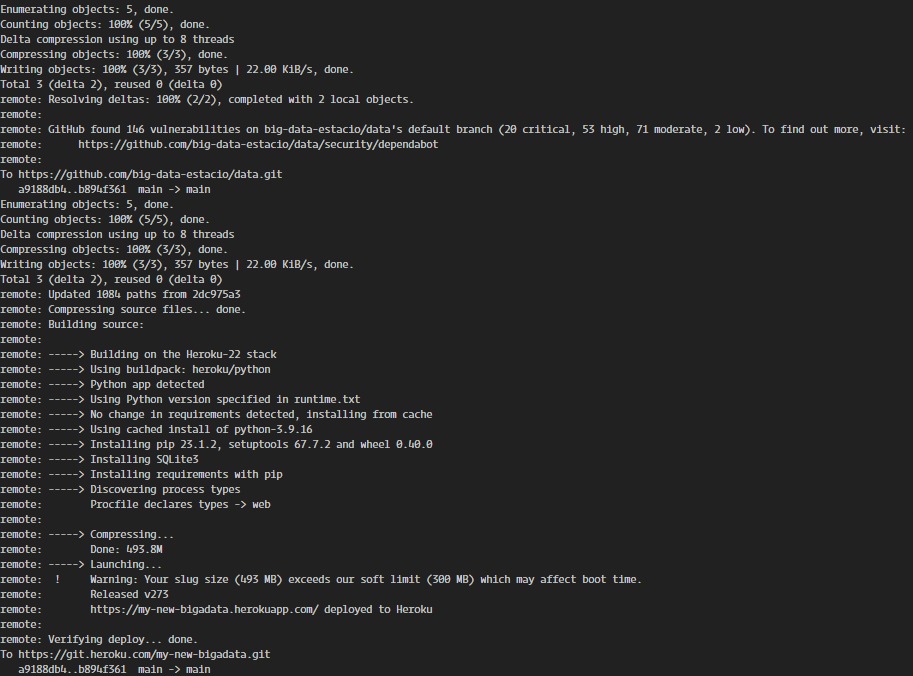 Enumerating objects: 5, done.
Counting objects: 100% (5/5), done.
Delta compression using up to 8 threads
Compressing objects: 100% (3/3), done.
Writing objects: 100% (3/3), 357 bytes | 22.00 KiB/s, done.
Total 3 (delta 2), reused 0 (delta 0)
remote: Resolving deltas: 100% (2/2), completed with 2 local objects.
remote:
remote: GitHub found 146 vulnerabilities on big-data-estacio/data's default branch (20 critical, 53 high, 71 moderate, 2 low). To find out more, visit:
remote:      https://github.com/big-data-estacio/data/security/dependabot
remote:
To https://github.com/big-data-estacio/data.git
   a9188db4..b894f361  main -> main
Enumerating objects: 5, done.
Counting objects: 100% (5/5), done.
Delta compression using up to 8 threads
Compressing objects: 100% (3/3), done.
Writing objects: 100% (3/3), 357 bytes | 22.00 KiB/s, done.
Total 3 (delta 2), reused 0 (delta 0)
remote: Updated 1084 paths from 2dc975a3
remote: Compressing source files... done.
remote: Building source:
remote:
remote: -----> Building on the Heroku-22 stack
remote: -----> Using buildpack: heroku/python
remote: -----> Python app detected
remote: -----> Using Python version specified in runtime.txt
remote: -----> No change in requirements detected, installing from cache
remote: -----> Using cached install of python-3.9.16
remote: -----> Installing pip 23.1.2, setuptools 67.7.2 and wheel 0.40.0
remote: -----> Installing SQLite3
remote: -----> Installing requirements with pip
remote: -----> Discovering process types
remote:        Procfile declares types -> web
remote:
remote: -----> Compressing...
remote:        Done: 493.8M
remote: -----> Launching...
remote:  !     Warning: Your slug size (493 MB) exceeds our soft limit (300 MB) which may affect boot time.
remote:        Released v273
remote:        https://my-new-bigadata.herokuapp.com/ deployed to Heroku
remote:
remote: Verifying deploy... done.
To https://git.heroku.com/my-new-bigadata.git
   a9188db4..b894f361  main -> main